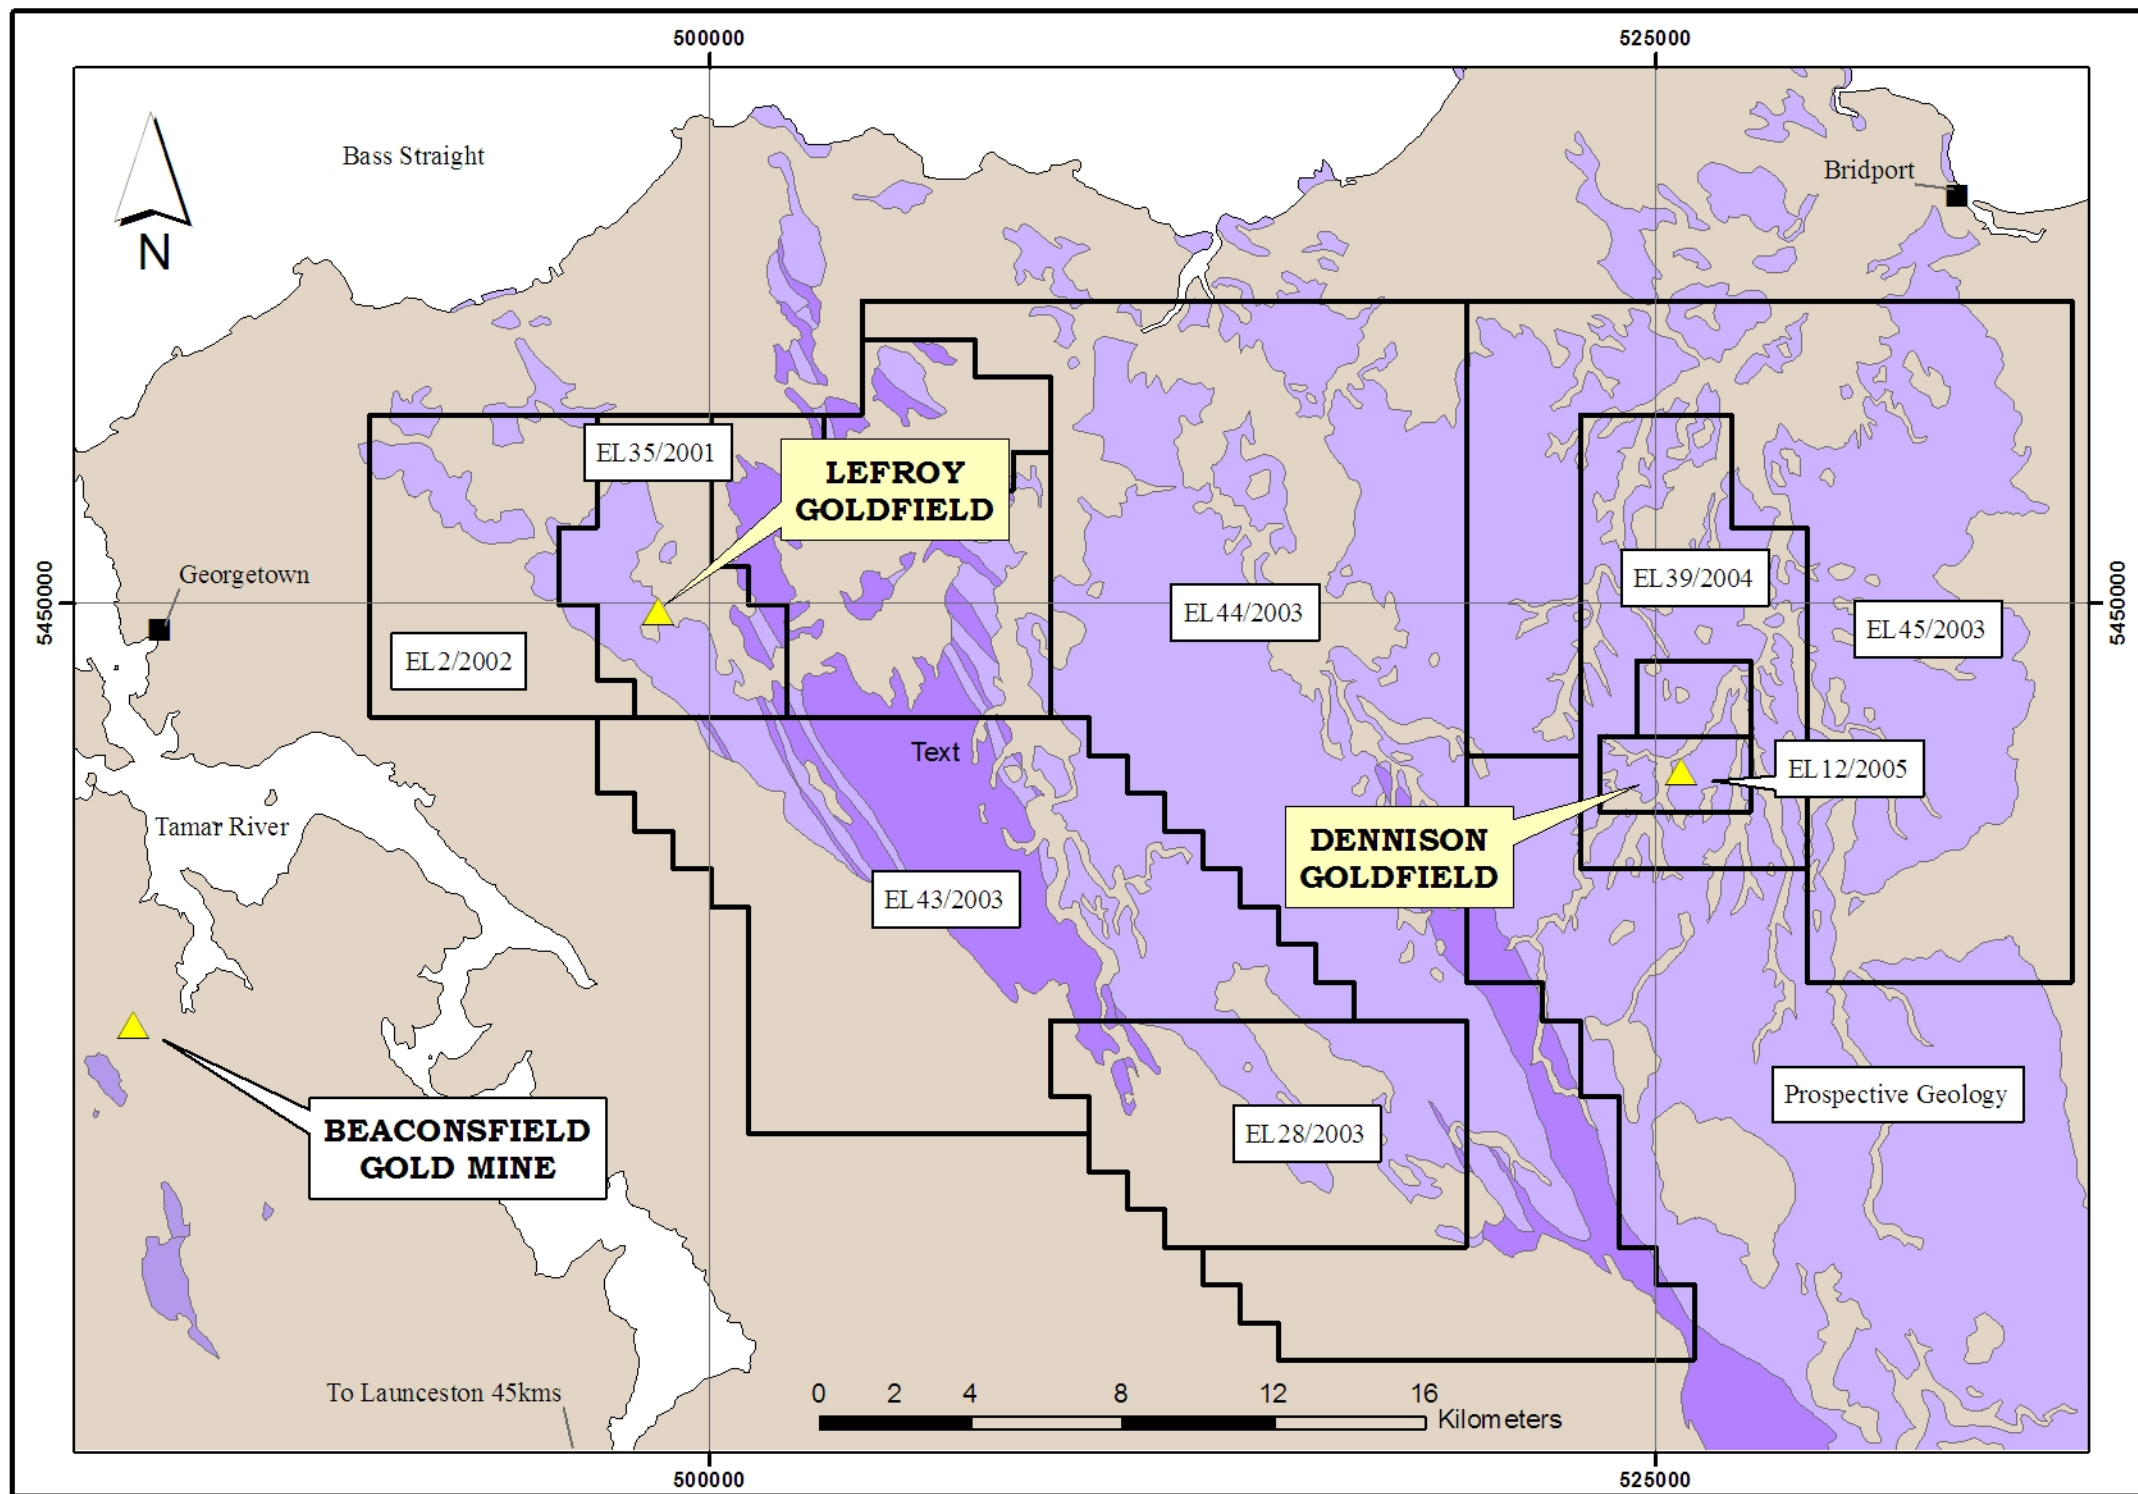 500000
525000
Bass Straight
Bridport
N
EL35/2001
LEFROY
GOLDFIELD
5450000
Georgetown
EL39/2004
5450000
EL44/2003
EL45/2003
EL2/2002
Text
EL12/2005
Tamar River
DENNISON
GOLDFIELD
EL43/2003
Prospective Geology
BEACONSFIELD
GOLD MINE
EL28/2003
To Launceston 45kms
0 2 4 8 12 16
Kilometers
500000
525000